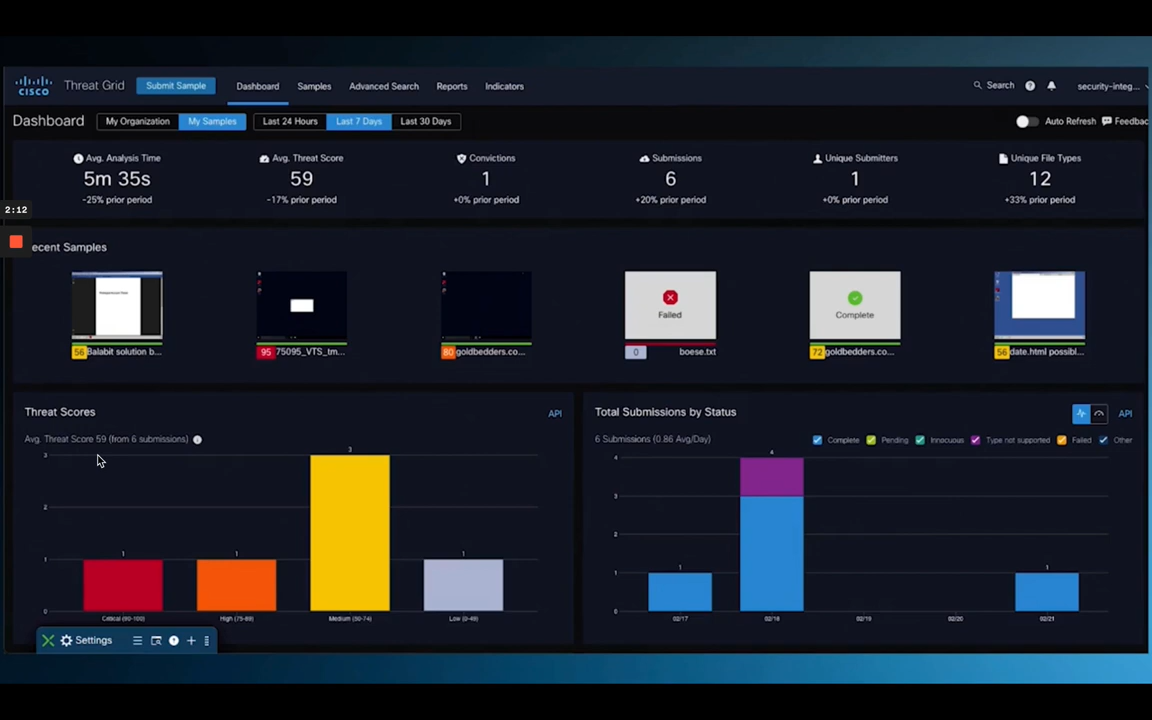 CISCO Threat Grid Submit Sample Dashboard Samples Advanced Search Reports Indicators Search security-integ...
Dashboard My Organization My Samples Last 24 Hours Last 7 Days Last 30 Days Auto Refresh Feedbac
Avg. Analysis Time Avg. Threat Score Convictions Submissions Unique Submitters Unique File Types
5m 35s 59 1 6 1 12
-25% prior period -17% prior period +0% prior period +20% prior period +0% prior period +33% prior period
2:12
ecent Samples
Failed Complete
56 Balabit solution b... 95 75095_VTS_tm... 80 goldbedders.co... 0 boese.txt 72 goldbedders.co... 56 date.html possibl...
Threat Scores API
Avg. Threat Score 59 (from 6 submissions)
3
2
1
0
3
1 1 1
Critical (90-100) High (75-89) Medium (50-74) Low (0-49)
Total Submissions by Status API
6 Submissions (0.86 Avg/Day) Complete Pending Innocuous Type not supported Failed Other
4
3
2
1
0
4
1 1
02/17 02/18 02/19 02/20 02/21
Settings